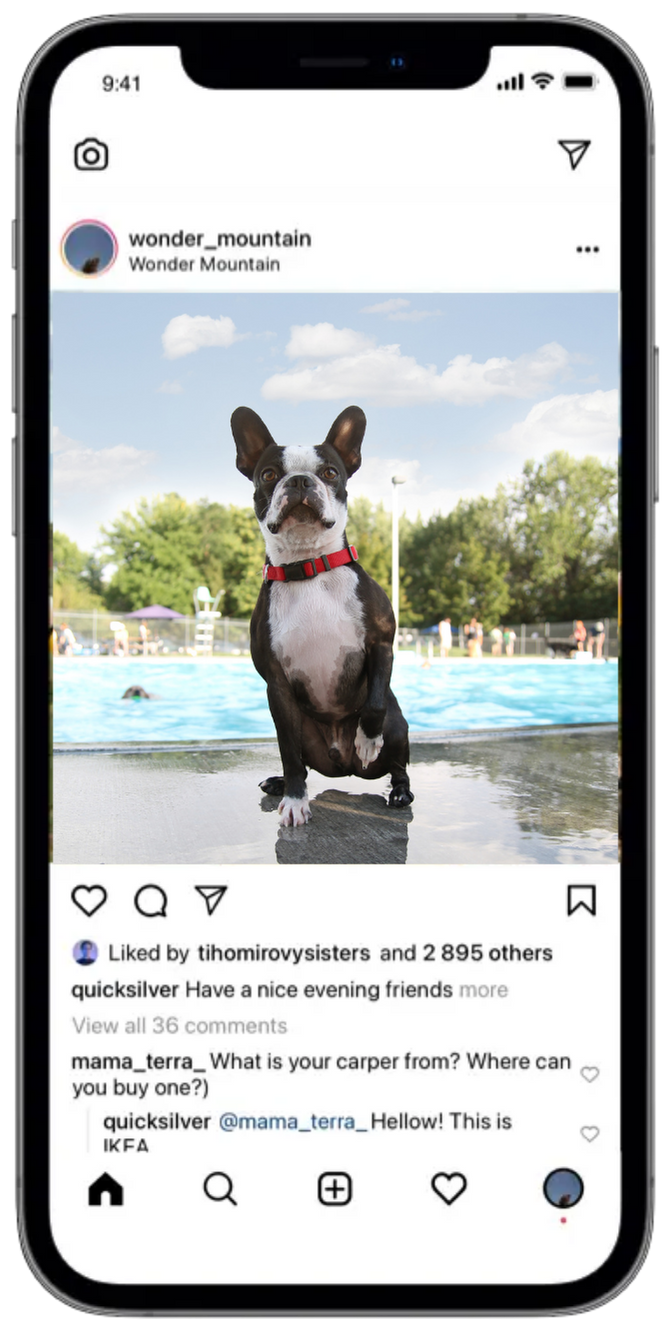 9:41
wonder_mountain
Wonder Mountain
Liked by tihomirovysisters and 2 895 others
quicksilver Have a nice evening friends more
View all 36 comments
mama_terra_ What is your carper from? Where can
you buy one?)
quicksilver @mama_terra_ Hellow! This is
IKEA